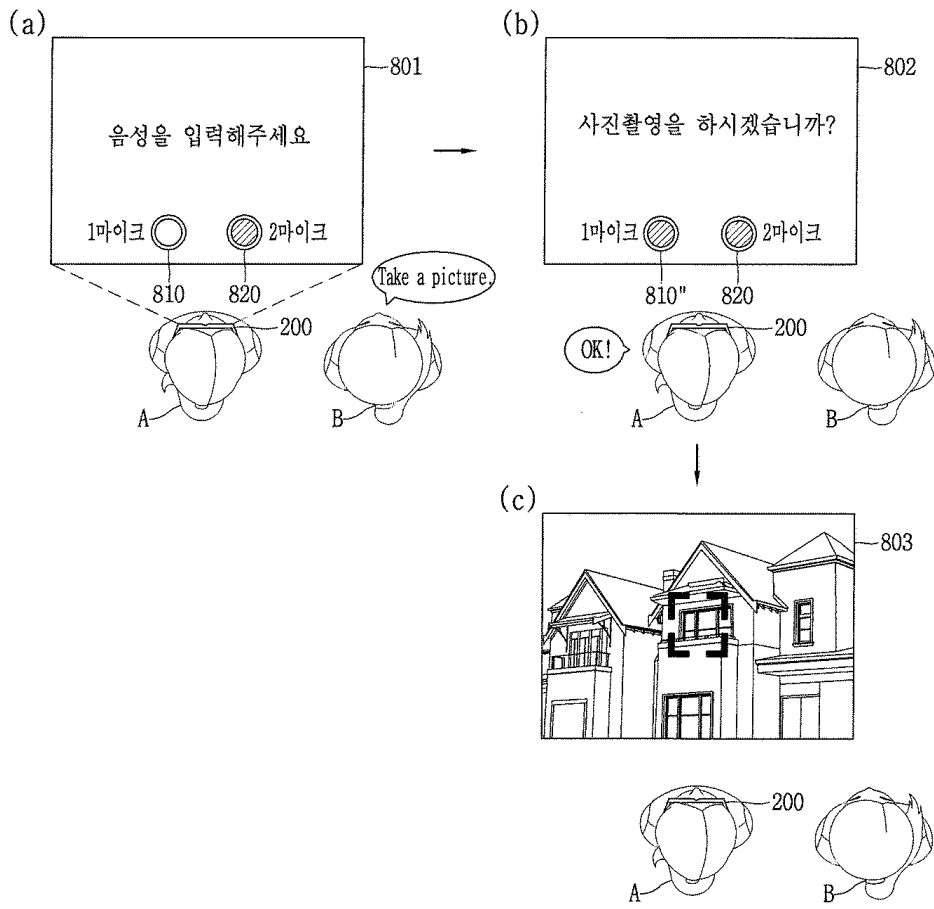 (a)
801
음성을 입력해주세요
1마이크
2마이크
810
820
Take a picture.
200
A
B
(b)
802
사진촬영을 하시겠습니까?
1마이크
2마이크
810"
820
OK!
200
A
B
(c)
803
200
A
B